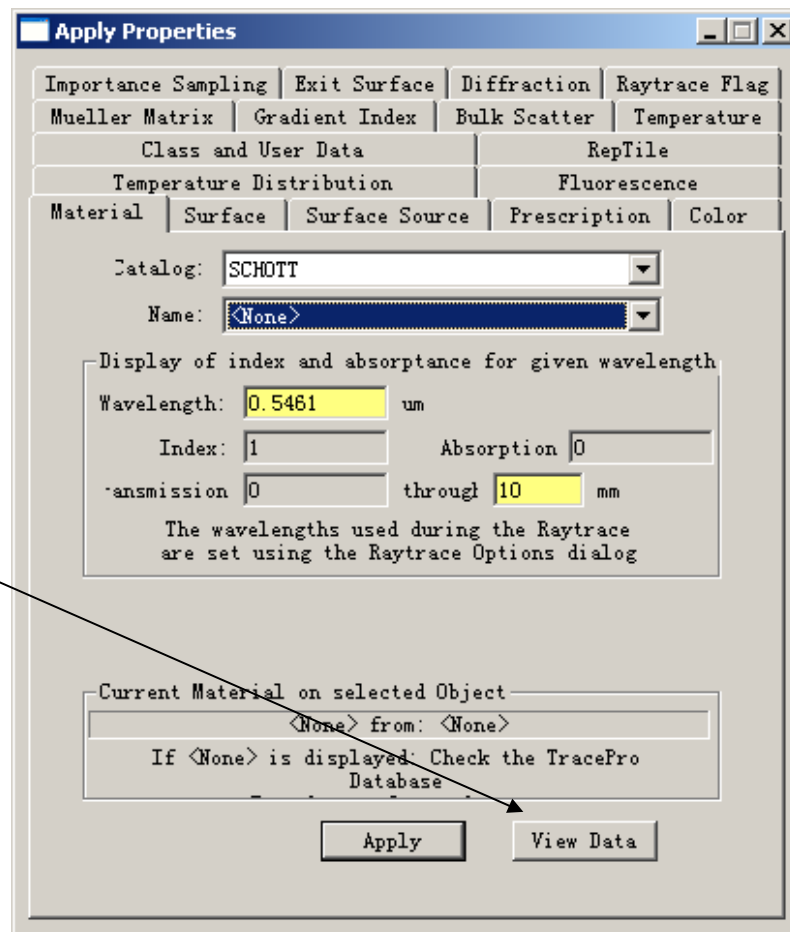 Apply Properties
Importance Sampling Exit Surface Diffraction Raytrace Flag
Mueller Matrix Gradient Index Bulk Scatter Temperature
Class and User Data RepTile
Temperature Distribution Fluorescence
Material Surface Surface Source Prescription Color
Catalog: SCHOTT
Name: <None>
Display of index and absorptance for given wavelength
Wavelength: 0.5461 um
Index: 1 Absorption 0
ransmission 0 through 10 mm
The wavelengths used during the Raytrace
are set using the Raytrace Options dialog
Current Material on selected Object
<None> from: <None>
If <None> is displayed: Check the TracePro
Database
Apply View Data